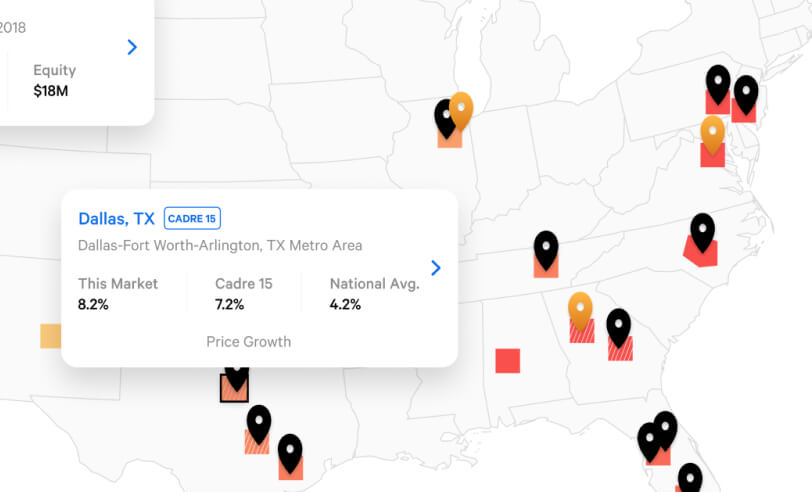 2018
Equity
$18M
Dallas, TX CADRE 15
Dallas-Fort Worth-Arlington, TX Metro Area
This Market Cadre 15 National Avg.
8.2% 7.2% 4.2%
Price Growth